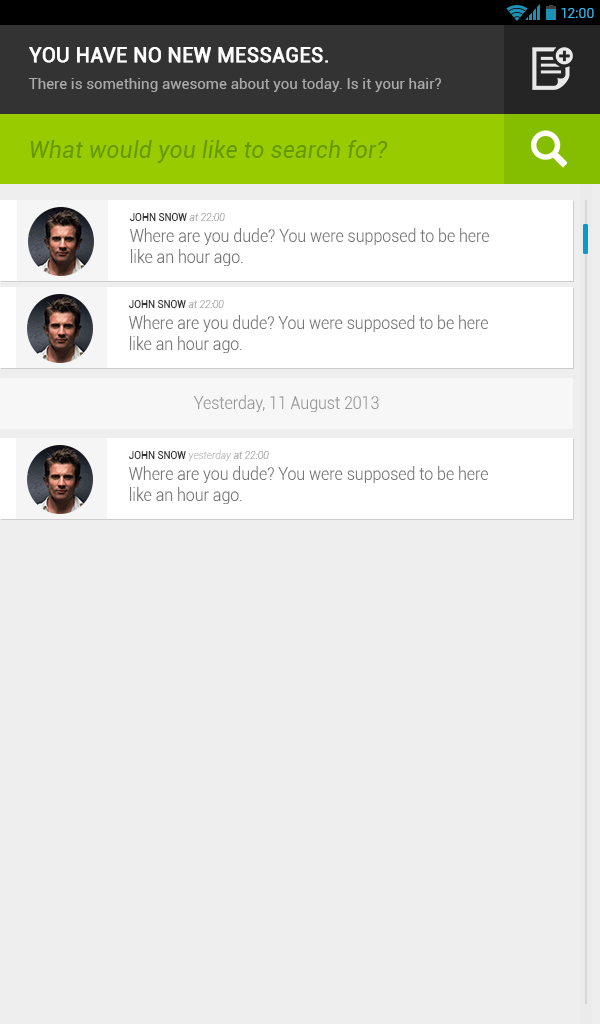 12:00
YOU HAVE NO NEW MESSAGES.
There is something awesome about you today. Is it your hair?
What would you like to search for?
JOHN SNOW at 22:00
Where are you dude? You were supposed to be here
like an hour ago.
JOHN SNOW at 22:00
Where are you dude? You were supposed to be here
like an hour ago.
Yesterday, 11 August 2013
JOHN SNOW yesterday at 22:00
Where are you dude? You were supposed to be here
like an hour ago.